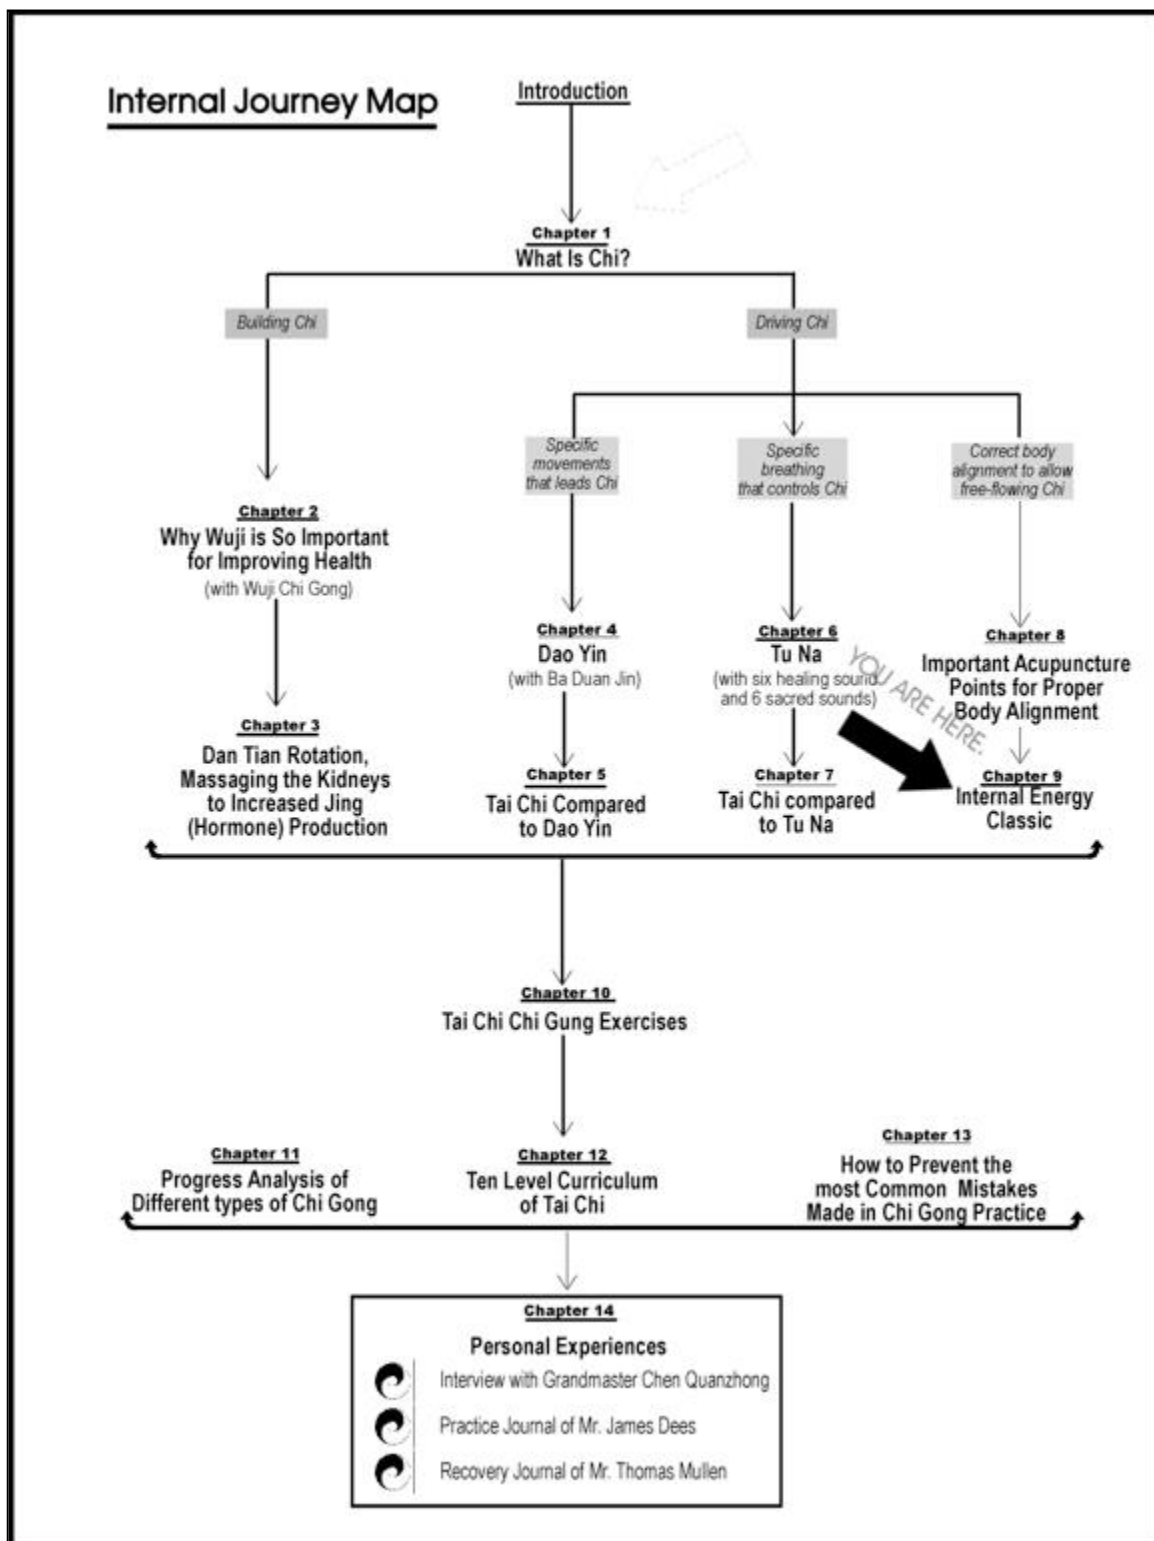 Internal Journey Map
Introduction
Chapter 1
What Is Chi?
Building Chi
Driving Chi
Specific
movements
that leads Chi
Specific
breathing
that controls Chi
Correct body
alignment to allow
free-flowing Chi
Chapter 2
Why Wuji is So Important
for Improving Health
(with Wuji Chi Gong)
Chapter 3
Dan Tian Rotation,
Massaging the Kidneys
to Increased Jing
(Hormone) Production
Chapter 4
Dao Yin
(with Ba Duan Jin)
Chapter 5
Tai Chi Compared
to Dao Yin
Chapter 6
Tu Na
(with six healing sound
and 6 sacred sounds)
Chapter 7
Tai Chi compared
to Tu Na
YOU ARE HERE.
Chapter 8
Important Acupuncture
Points for Proper
Body Alignment
Chapter 9
Internal Energy
Classic
Chapter 10
Tai Chi Chi Gung Exercises
Chapter 11
Progress Analysis of
Different types of Chi Gong
Chapter 12
Ten Level Curriculum
of Tai Chi
Chapter 13
How to Prevent the
most Common Mistakes
Made in Chi Gong Practice
Chapter 14
Personal Experiences
Interview with Grandmaster Chen Quanzhong
Practice Journal of Mr. James Dees
Recovery Journal of Mr. Thomas Mullen